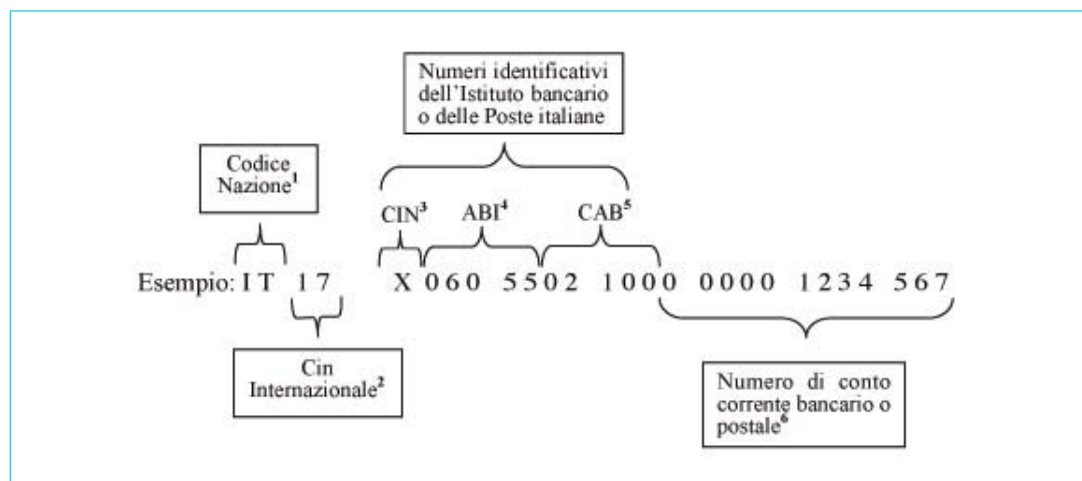 Numeri identificativi
dell'Istituto bancario
o delle Poste italiane
Codice
Nazione¹
CIN³ ABI⁴ CAB⁵
Esempio: I T 1 7 X 0 6 0 5 5 0 2 1 0 0 0 0 0 0 0 1 2 3 4 5 6 7
Cin
Internazionale²
Numero di conto
corrente bancario o
postale⁶